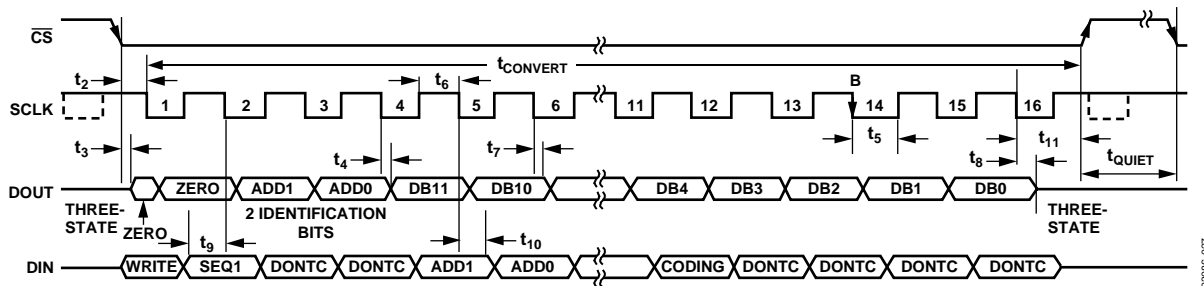 CS
tCONVERT
t2
t6
B
SCLK
1 2 3 4 5 6 11 12 13 14 15 16
t3
t4
t7
t5
t11
t8
tQUIET
DOUT
ZERO ADD1 ADD0 DB11 DB10 DB4 DB3 DB2 DB1 DB0
THREE-
STATE
ZERO
2 IDENTIFICATION
BITS
THREE-
STATE
t9
t10
DIN
WRITE SEQ1 DONTC DONTC ADD1 ADD0 CODING DONTC DONTC DONTC DONTC